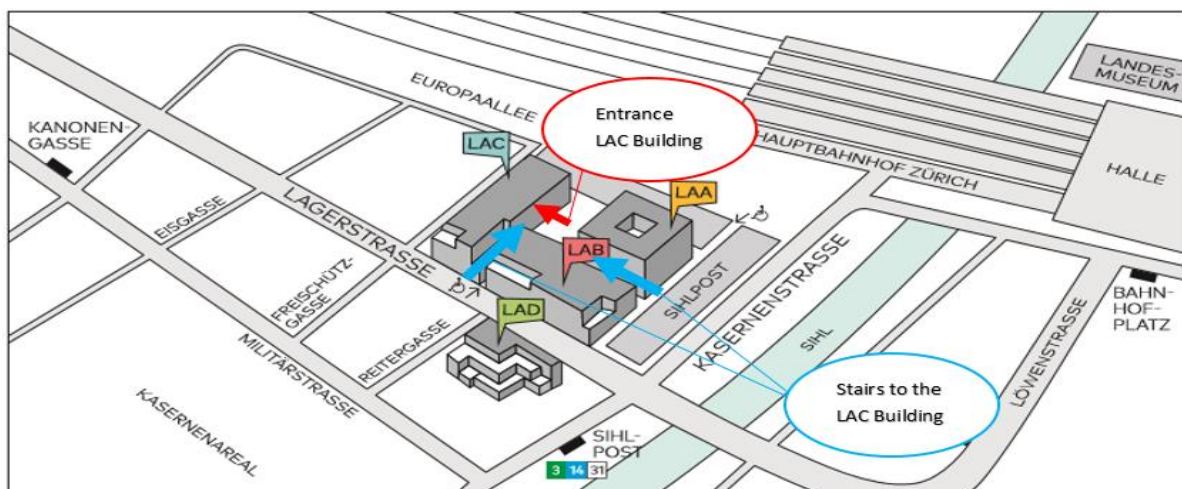 LANDES-
MUSEUM
EUROPAALLEE
Entrance
LAC Building
KANONEN-
GASSE
LAC
HAUPTBAHNHOF ZÜRICH
HALLE
LAA
EISGASSE
LAGERSTRASSE
LAB
SIHLPOST
KASERNENSTRASSE
BAHN-
HOF-
PLATZ
FREISCHÜTZ-
GASSE
LAD
SIHL
LÖWENSTRASSE
MILITÄRSTRASSE
REITERGASSE
Stairs to the
LAC Building
KASERNENAREAL
SIHL-
POST
3 14 31